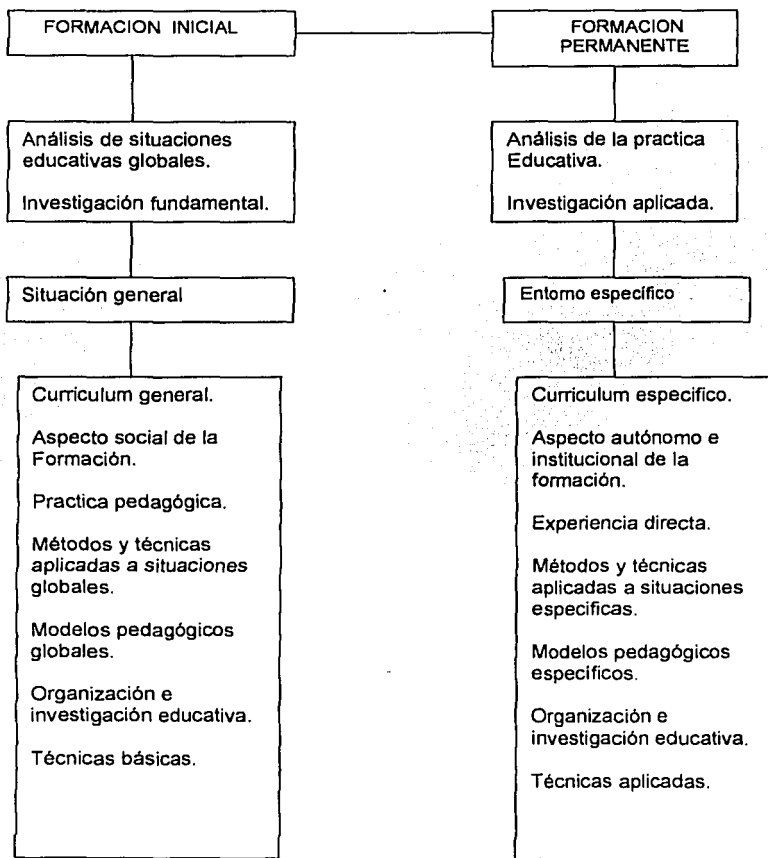 FORMACION INICIAL
Análisis de situaciones
educativas globales.
Investigación fundamental.
Situación general
Curriculum general.
Aspecto social de la
Formación.
Practica pedagógica.
Métodos y técnicas
aplicadas a situaciones
globales.
Modelos pedagógicos
globales.
Organización e
investigación educativa.
Técnicas básicas.
FORMACION
PERMANENTE
Análisis de la practica
Educativa.
Investigación aplicada.
Entorno específico
Curriculum especifico.
Aspecto autónomo e
institucional de la
formación.
Experiencia directa.
Métodos y técnicas
aplicadas a situaciones
especificas.
Modelos pedagógicos
específicos.
Organización e
investigación educativa.
Técnicas aplicadas.